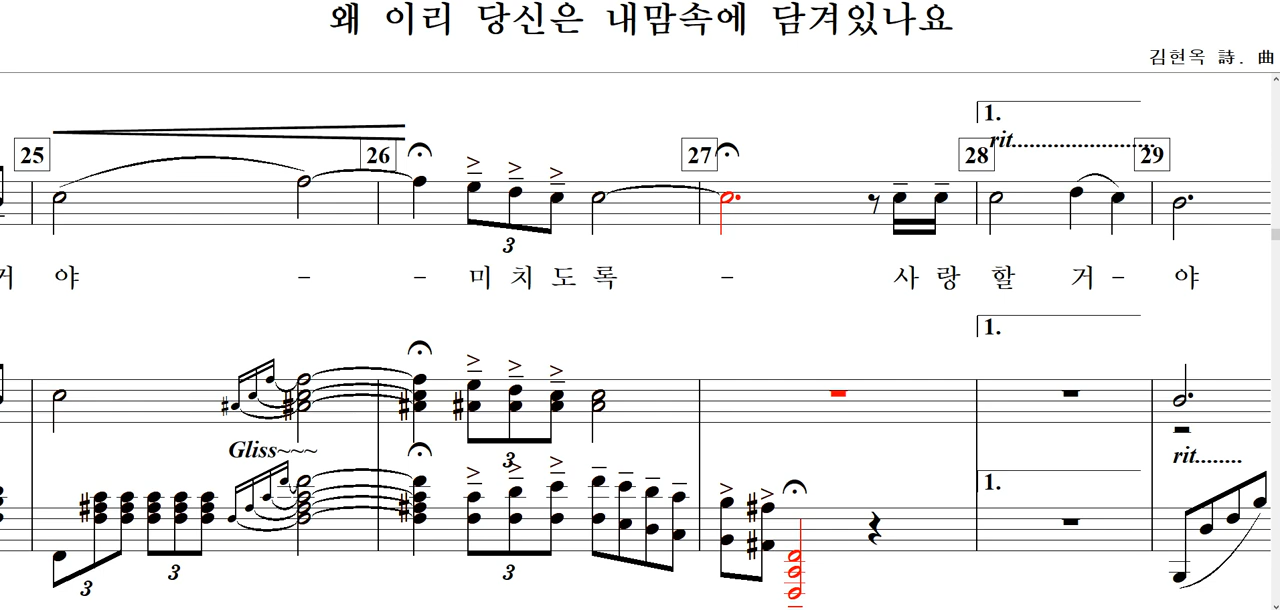 왜 이리 당신은 내맘속에 담겨있나요
김현옥 詩. 曲
1.
rit.........................
25 26 27 28 29
3
거 야 - - 미 치 도 록 - 사 랑 할 거 - 야
1.
Gliss~~~
3
rit........
1.
3 3 3